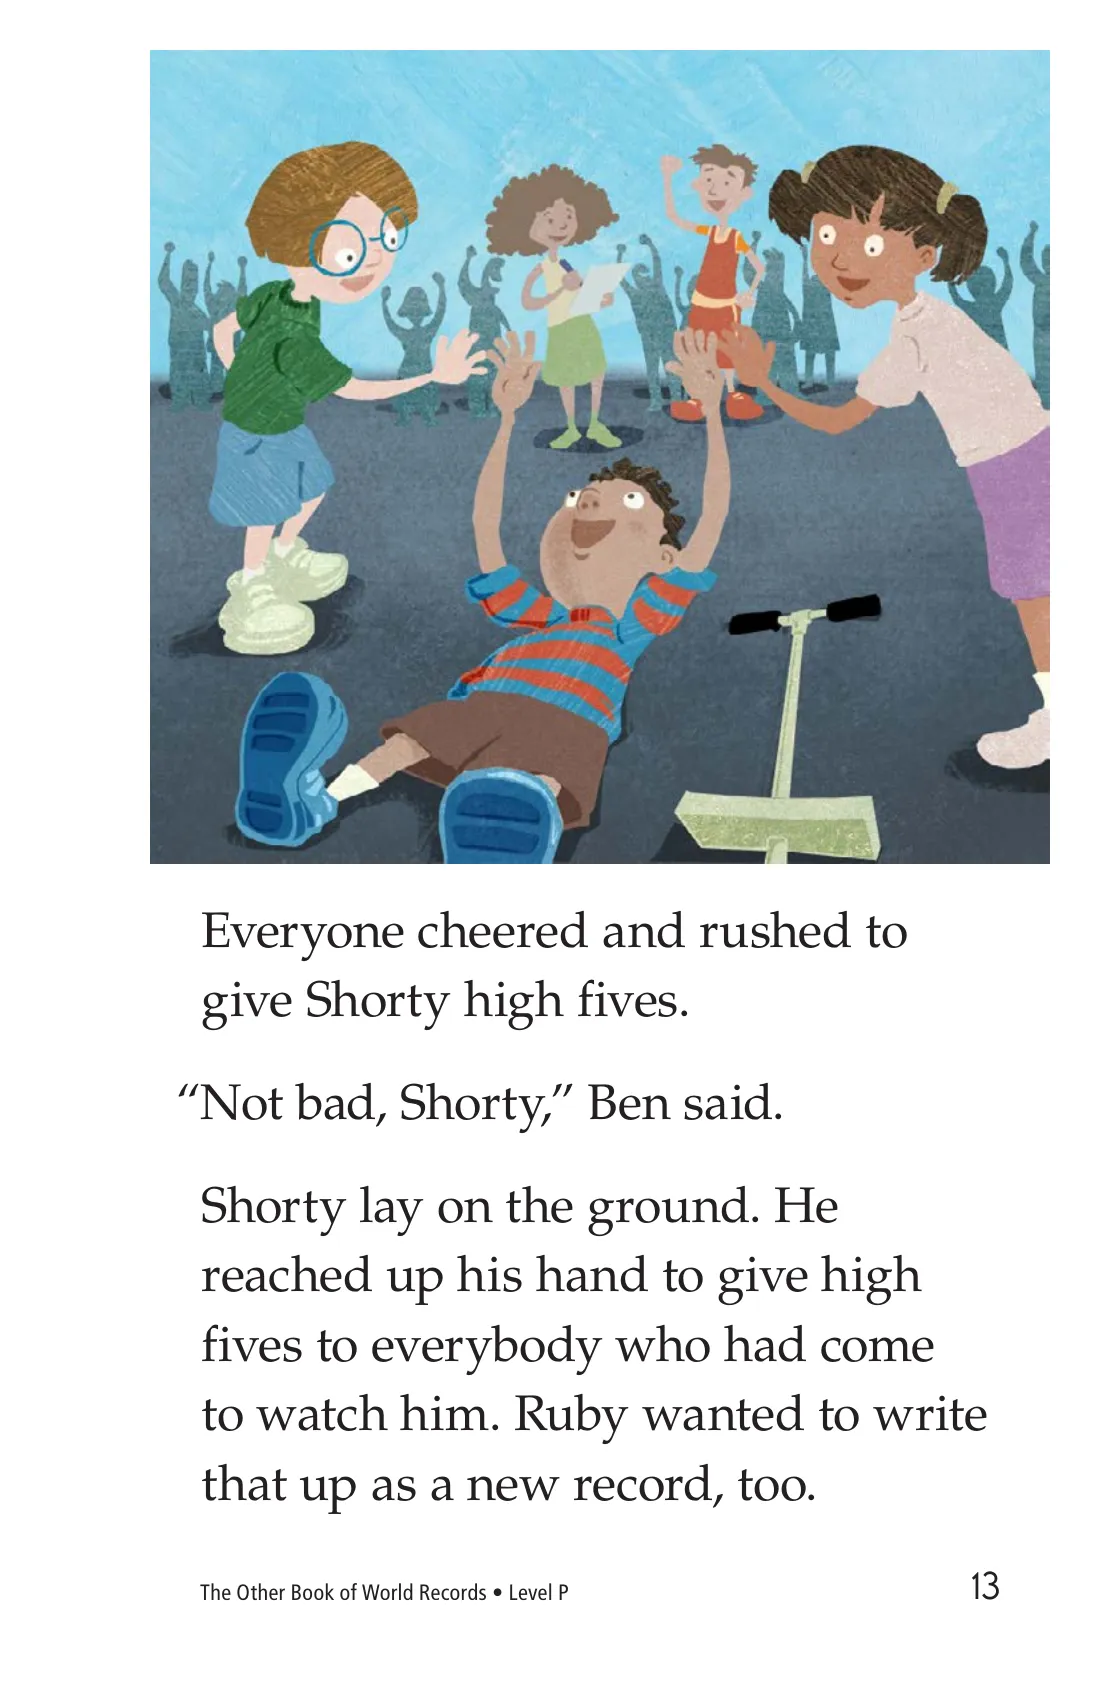 Everyone cheered and rushed to
give Shorty high fives.
“Not bad, Shorty,” Ben said.
Shorty lay on the ground. He
reached up his hand to give high
fives to everybody who had come
to watch him. Ruby wanted to write
that up as a new record, too.
The Other Book of World Records • Level P
13